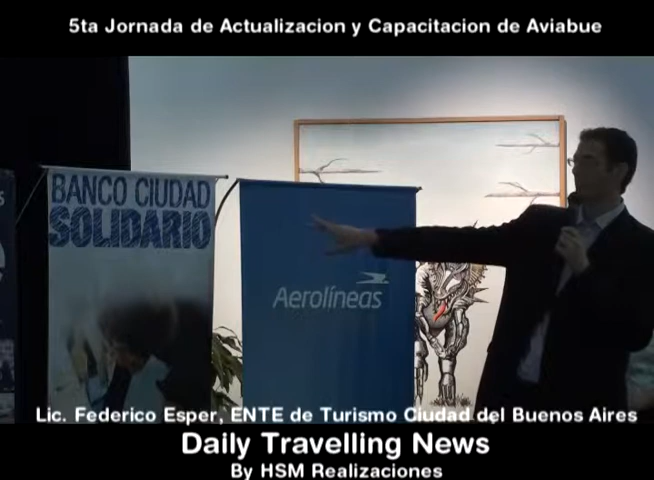 5ta Jornada de Actualizacion y Capacitacion de Aviabue
BANCO CIUDAD
SOLIDARIO
Aerolíneas
Lic. Federico Esper, ENTE de Turismo Ciudad del Buenos Aires
Daily Travelling News
By HSM Realizaciones